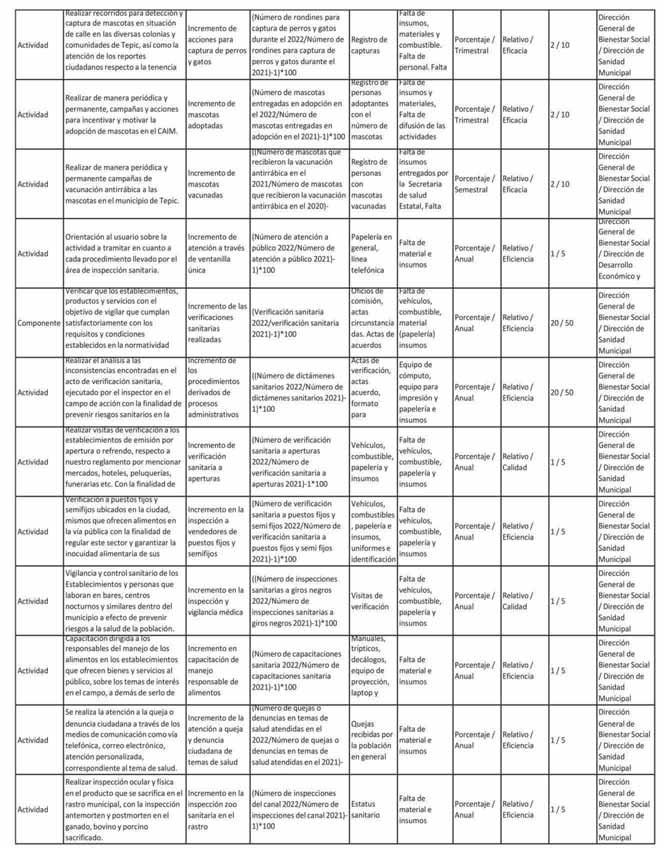 Realizar recorridos para detección y
captura de mascotas en situación
de calle en las diversas colonias y
comunidades de Tepic, así como la
atención de los reportes
ciudadanos respecto a la tenencia
Actividad
Incremento de
acciones para
captura de perros
y gatos
(Número de rondines para
captura de perros y gatos
durante el 2022/Número de
rondines para captura de
perros y gatos durante el
2021)-1)*100
Registro de
capturas
Falta de
insumos,
materiales y
combustible.
Falta de
personal. Falta
Porcentaje /
Trimestral
Relativo /
Eficacia
2 / 10
Dirección
General de
Bienestar Social
/ Dirección de
Sanidad
Municipal
Actividad
Realizar de manera periódica y
permanente, campañas y acciones
para incentivar y motivar la
adopción de mascotas en el CAIM.
Incremento de
mascotas
adoptadas
(Número de mascotas
entregadas en adopción en
el 2022/Número de
mascotas entregadas en
adopción en el 2021)-1)*100
Registro de
personas
adoptantes
con el
número de
mascotas
Falta de
insumos y
materiales,
Falta de
difusión de las
actividades
Porcentaje /
Trimestral
Relativo /
Eficacia
2 / 10
Dirección
General de
Bienestar Social
/ Dirección de
Sanidad
Municipal
Actividad
Realizar de manera periódica y
permanente campañas de
vacunación antirrábica a las
mascotas en el municipio de Tepic.
Incremento de
mascotas
vacunadas
((Número de mascotas que
recibieron la vacunación
antirrábica en el
2021/Número de mascotas
que recibieron la vacunación
antirrábica en el 2020)-
Registro de
personas
con
mascotas
vacunadas
Falta de
insumos
entregados por
la Secretaria
de salud
Estatal, Falta
Porcentaje /
Semestral
Relativo /
Eficacia
2 / 10
Dirección
General de
Bienestar Social
/ Dirección de
Sanidad
Municipal
Actividad
Orientación al usuario sobre la
actividad a tramitar en cuanto a
cada procedimiento llevado por el
área de inspección sanitaria.
Incremento de
atención a través
de ventanilla
única
(Número de atención a
público 2022/Número de
atención a público 2021)-
1)*100
Papelería en
general,
línea
telefónica
Falta de
material e
insumos
Porcentaje /
Anual
Relativo /
Eficiencia
1 / 5
Dirección
General de
Bienestar Social
/ Dirección de
Desarrollo
Económico y
Componente
Verificar que los establecimientos,
productos y servicios con el
objetivo de vigilar que cumplan
satisfactoriamente con los
requisitos y condiciones
establecidos en la normatividad
Incremento de las
verificaciones
sanitarias
realizadas
(Verificación sanitaria
2022/verificación sanitaria
2021)-1)*100
Oficios de
comisión,
actas
circunstancia
das. Actas de
acuerdos
Falta de
vehículos,
combustible,
material
(papelería)
insumos
Porcentaje /
Anual
Relativo /
Eficiencia
20 / 50
Dirección
General de
Bienestar Social
/ Dirección de
Sanidad
Municipal
Actividad
Realizar el análisis a las
inconsistencias encontradas en el
acto de verificación sanitaria,
ejecutado por el inspector en el
campo de acción con la finalidad de
prevenir riesgos sanitarios en la
Incremento de
los
procedimientos
derivados de
procesos
administrativos
((Número de dictámenes
sanitarios 2022/Número de
dictámenes sanitarios 2021)-
1)*100
Actas de
verificación,
actas
acuerdo,
formato
para
Equipo de
cómputo,
equipo para
impresión y
papelería e
insumos
Porcentaje /
Anual
Relativo /
Eficiencia
20 / 50
Dirección
General de
Bienestar Social
/ Dirección de
Sanidad
Municipal
Actividad
Realizar visitas de verificación a los
establecimientos de emisión por
apertura o refrendo, respecto a
nuestro reglamento por mencionar
mercados, hoteles, peluquerías,
funerarias etc. Con la finalidad de
Incremento de
verificación
sanitaria a
aperturas
(Número de verificación
sanitaria a aperturas
2022/Número de
verificación sanitaria a
aperturas 2021)-1*100
Vehículos,
combustible,
papelería y
insumos
Falta de
vehículos,
combustible,
papelería y
insumos
Porcentaje /
Anual
Relativo /
Calidad
1 / 5
Dirección
General de
Bienestar Social
/ Dirección de
Sanidad
Municipal
Actividad
Verificación a puestos fijos y
semifijos ubicados en la ciudad,
mismos que ofrecen alimentos en
la vía pública con la finalidad de
regular este sector y garantizar la
inocuidad alimentaria de sus
Incremento en la
inspección a
vendedores de
puestos fijos y
semifijos
(Número de verificación
sanitaria a puestos fijos y
semi fijos 2022/Número de
verificación sanitaria a
puestos fijos y semi fijos
2021)-1)*100
Vehículos,
combustibles
, papelería e
insumos,
uniformes e
identificación
Falta de
vehículos,
combustible,
papelería y
insumos
Porcentaje /
Anual
Relativo /
Eficiencia
1 / 5
Dirección
General de
Bienestar Social
/ Dirección de
Sanidad
Municipal
Actividad
Vigilancia y control sanitario de los
Establecimientos y personas que
laboran en bares, centros
nocturnos y similares dentro del
municipio a efecto de prevenir
riesgos a la salud de la población.
Incremento en la
inspección y
vigilancia médica
((Número de inspecciones
sanitarias a giros negros
2022/Número de
inspecciones sanitarias a
giros negros 2021)-1)*100
Visitas de
verificación
Falta de
vehículos,
combustible,
papelería y
insumos
Porcentaje /
Anual
Relativo /
Calidad
1 / 5
Dirección
General de
Bienestar Social
/ Dirección de
Sanidad
Municipal
Actividad
Capacitación dirigida a los
responsables del manejo de los
alimentos en los establecimientos
que ofrecen bienes y servicios al
público, sobre los temas de interés
en el campo, a demás de serlo de
Incremento en
capacitación de
manejo
responsable de
alimentos
(Número de capacitaciones
sanitaria 2022/Número de
capacitaciones sanitaria
2021)-1)*100
Manuales,
trípticos,
decálogos,
equipo de
proyección,
laptop y
Falta de
material e
insumos
Porcentaje /
Anual
Relativo /
Eficiencia
1 / 5
Dirección
General de
Bienestar Social
/ Dirección de
Sanidad
Municipal
Actividad
Se realiza la atención a la queja o
denuncia ciudadana a través de los
medios de comunicación como vía
telefónica, correo electrónico,
atención personalizada,
correspondiente al tema de salud.
Incremento de la
atención a queja
y denuncia
ciudadana de
temas de salud
(Número de quejas o
denuncias en temas de
salud atendidas en el
2022/Número de quejas o
denuncias en temas de
salud atendidas en el 2021)-
Quejas
recibidas por
la población
en general
Falta de
material e
insumos
Porcentaje /
Anual
Relativo /
Eficiencia
1 / 5
Dirección
General de
Bienestar Social
/ Dirección de
Sanidad
Municipal
Actividad
Realizar inspección ocular y física
en el producto que se sacrifica en el
rastro municipal, con la inspección
antemorten y postmorten en el
ganado, bovino y porcino
sacrificado.
Incremento en la
inspección zoo
sanitaria en el
rastro
(Número de inspecciones
del canal 2022/Número de
inspecciones del canal 2021)-
(1)*100
Estatus
sanitario
Falta de
material e
insumos
Porcentaje /
Anual
Relativo /
Eficiencia
1 / 5
Dirección
General de
Bienestar Social
/ Dirección de
Sanidad
Municipal